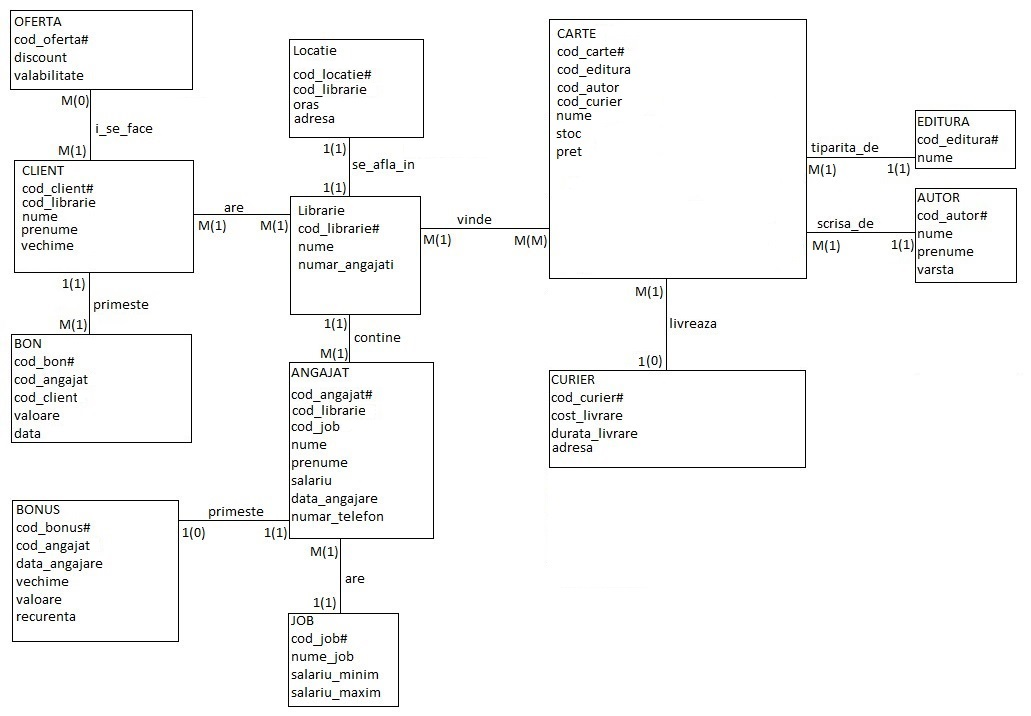 OFERTA
cod_oferta#
discount
valabilitate
M(0)
i_se_face
M(1)
CLIENT
cod_client#
cod_librarie
nume
prenume
vechime
1(1)
primeste
M(1)
BON
cod_bon#
cod_angajat
cod_client
valoare
data
are
M(1)
M(1)
Locatie
cod_locatie#
cod_librarie
oras
adresa
1(1)
se_afla_in
1(1)
Librarie
cod_librarie#
nume
numar_angajati
1(1)
contine
M(1)
ANGAJAT
cod_angajat#
cod_librarie
cod_job
nume
prenume
salariu
data_angajare
numar_telefon
BONUS
cod_bonus#
cod_angajat
data_angajare
vechime
valoare
recurenta
primeste
1(0)
1(1)
M(1)
are
1(1)
JOB
cod_job#
nume_job
salariu_minim
salariu_maxim
vinde
M(1)
M(M)
CARTE
cod_carte#
cod_editura
cod_autor
cod_curier
nume
stoc
pret
M(1)
livreaza
1(0)
CURIER
cod_curier#
cost_livrare
durata_livrare
adresa
tiparita_de
M(1)
1(1)
EDITURA
cod_editura#
nume
scrisa_de
M(1)
1(1)
AUTOR
cod_autor#
nume
prenume
varsta